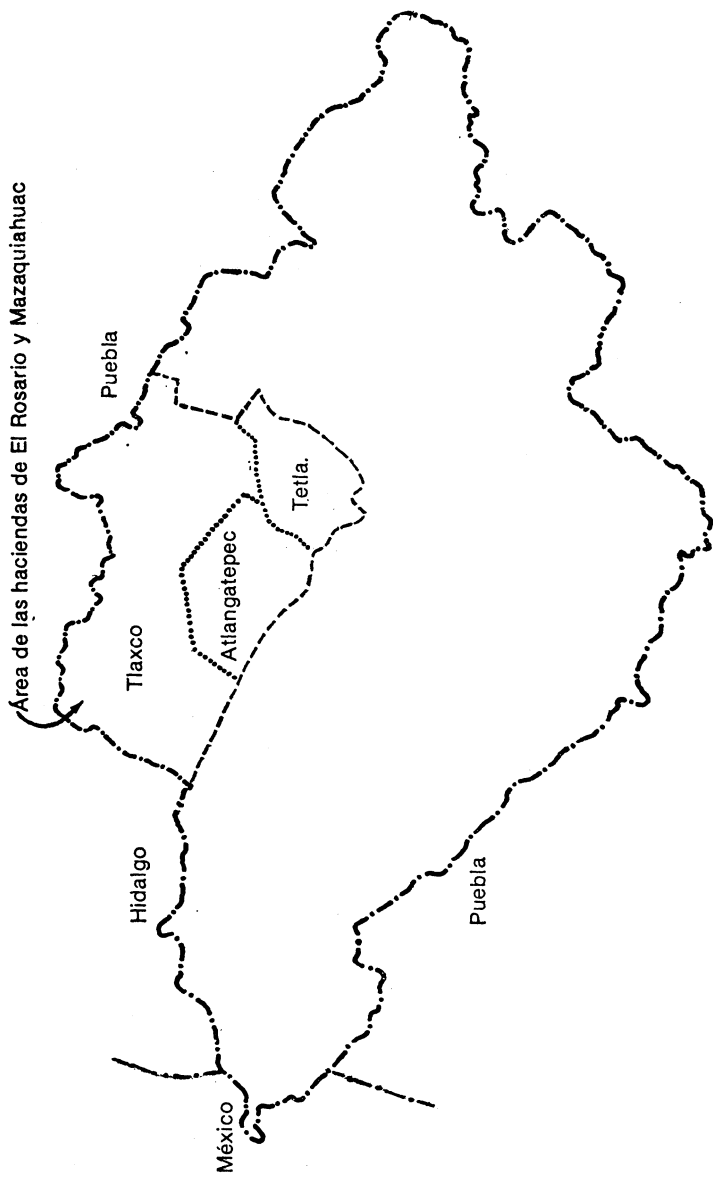 Área de las haciendas de El Rosario y Mazaquiahuac
Puebla
Tlaxco
Hidalgo
México
Atlangatepec
Tetla.
Puebla